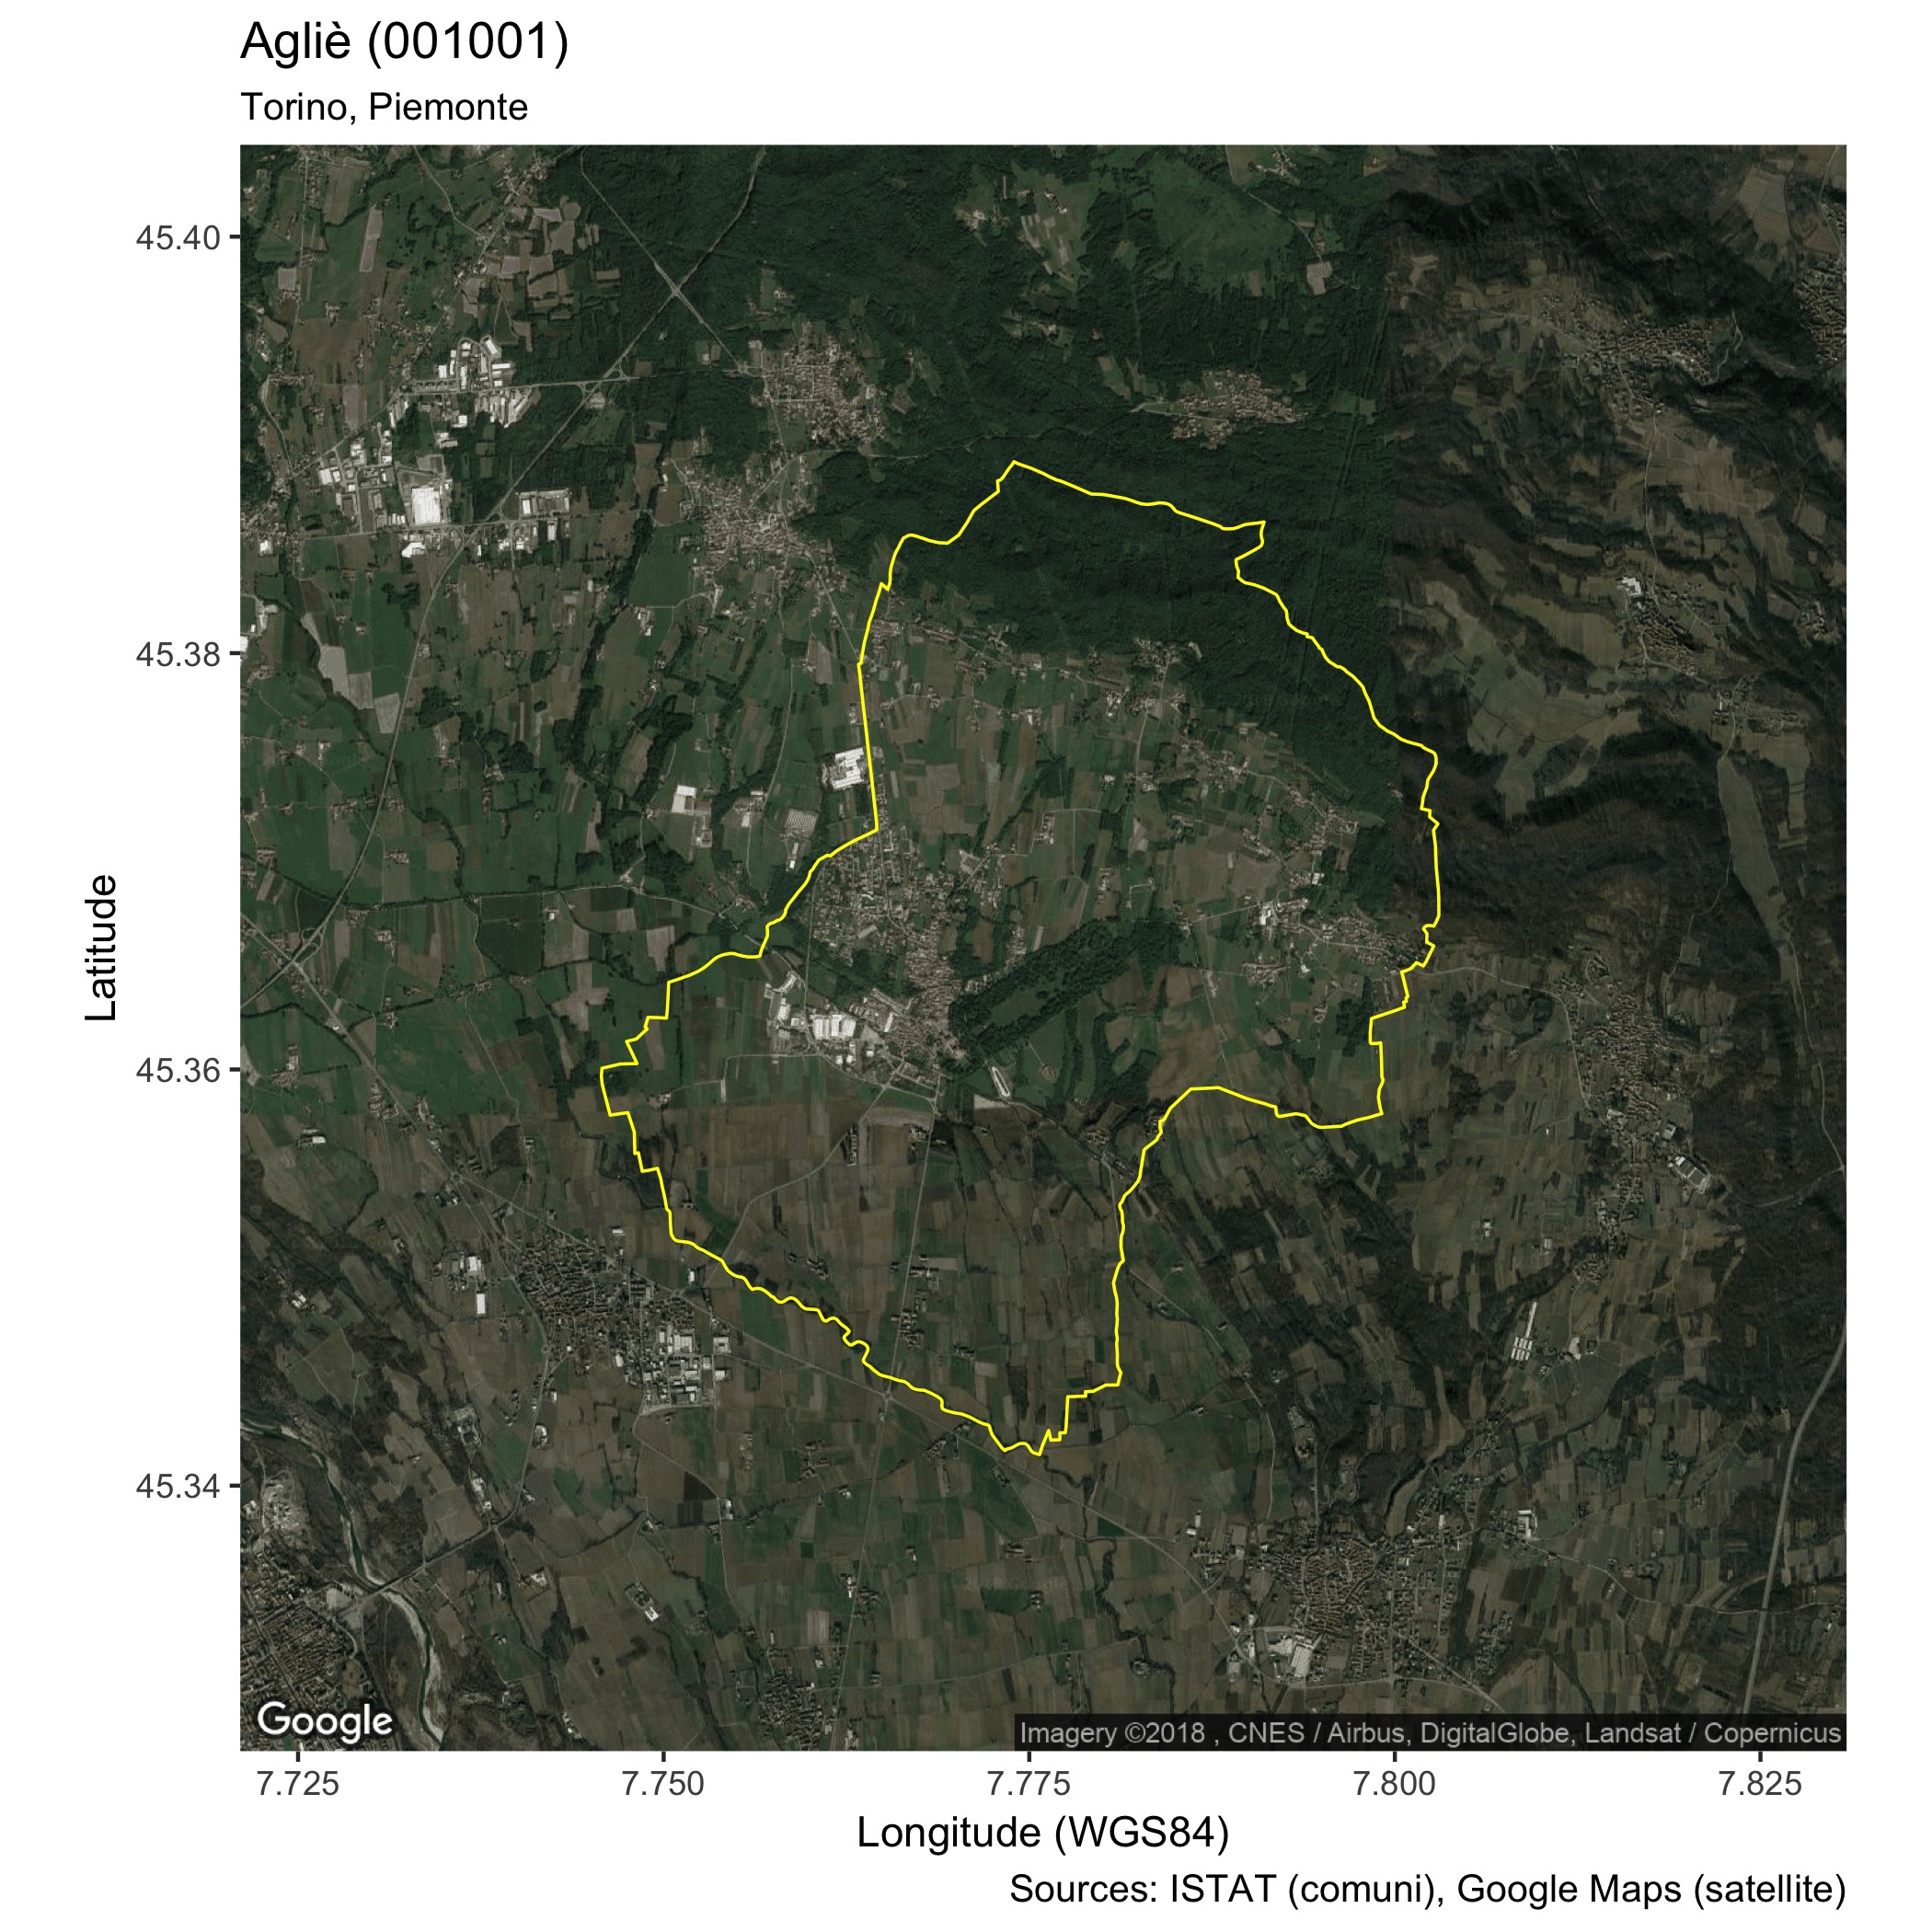 Agliè (001001)
Torino, Piemonte
45.40
45.38
45.36
45.34
Latitude
Google
Imagery ©2018 , CNES / Airbus, DigitalGlobe, Landsat / Copernicus
7.725 7.750 7.775 7.800 7.825
Longitude (WGS84)
Sources: ISTAT (comuni), Google Maps (satellite)